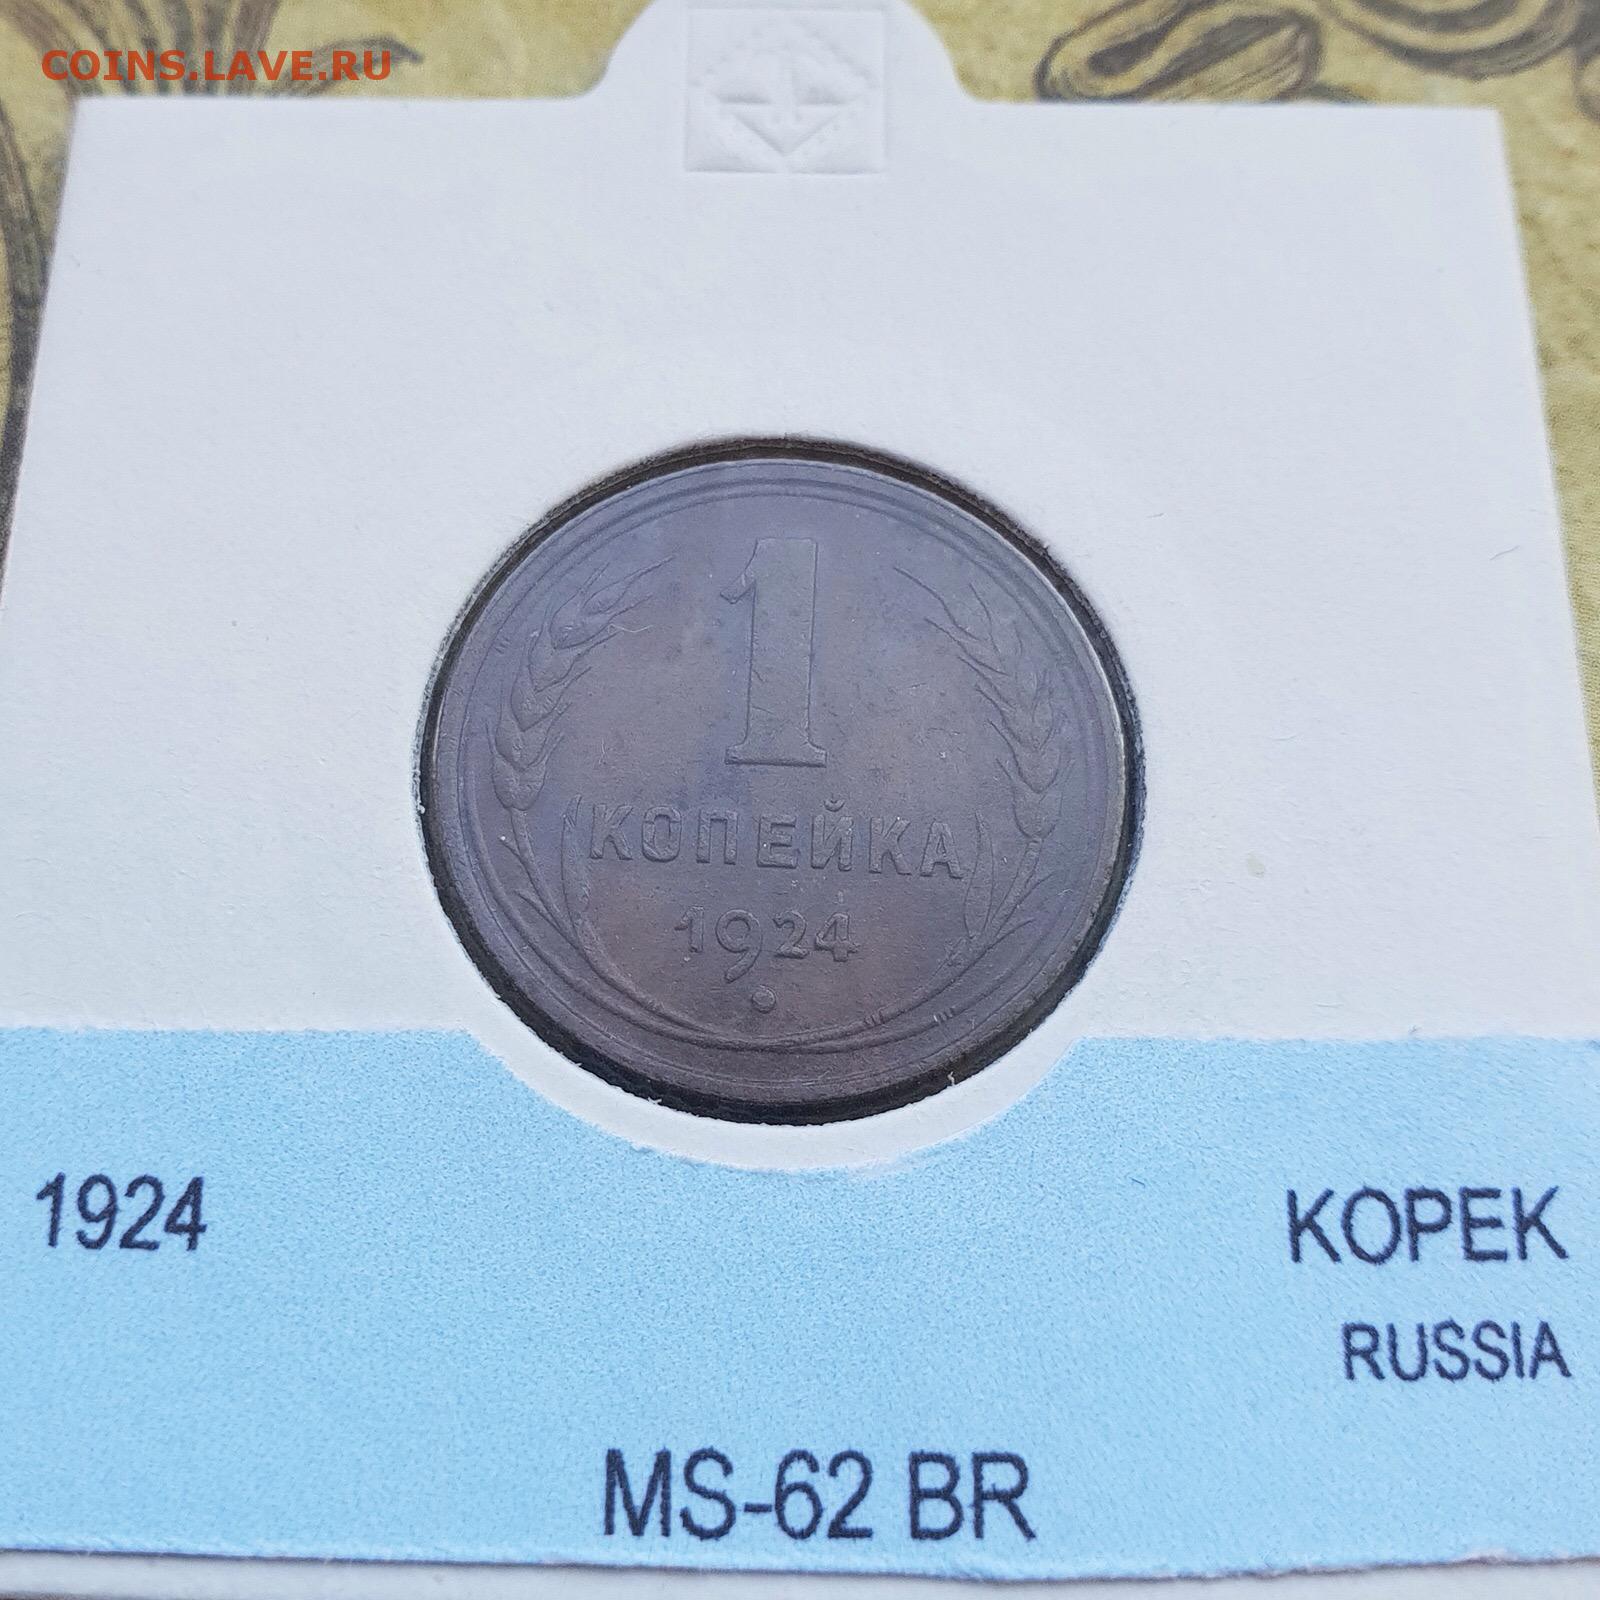 COINS.LAVE.RU
1
КОПЕЙКА
1924
1924
KOPEK
RUSSIA
MS-62 BR